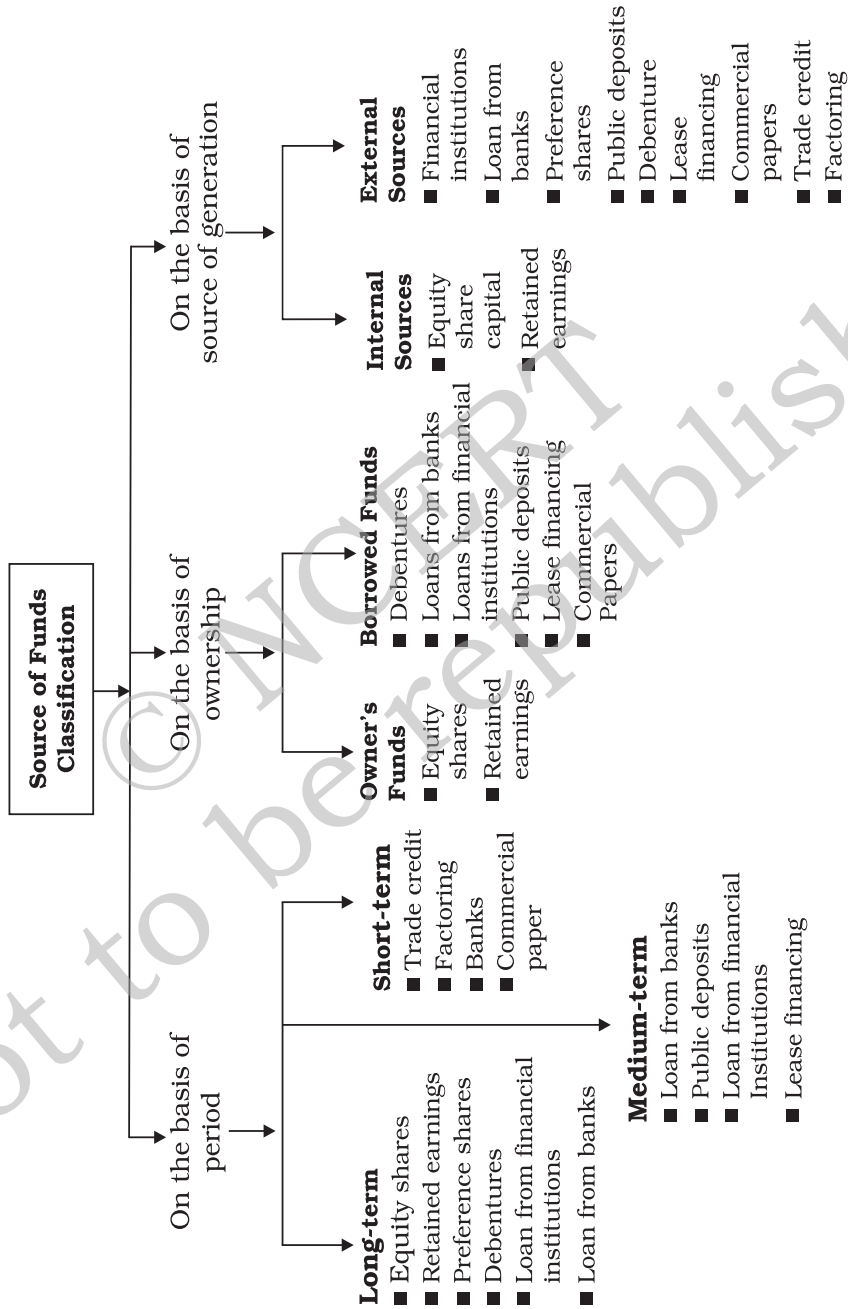 Source of Funds
Classification
On the basis of
period
Long-term
■ Equity shares
■ Retained earnings
■ Preference shares
■ Debentures
■ Loan from financial
institutions
■ Loan from banks
Medium-term
■ Loan from banks
■ Public deposits
■ Loan from financial
Institutions
■ Lease financing
Short-term
■ Trade credit
■ Factoring
■ Banks
■ Commercial
paper
On the basis of
ownership
Owner's
Funds
■ Equity
shares
■ Retained
earnings
Borrowed Funds
■ Debentures
■ Loans from banks
■ Loans from financial
institutions
■ Public deposits
■ Lease financing
■ Commercial
Papers
On the basis of
source of generation
Internal
Sources
■ Equity
share
capital
■ Retained
earnings
External
Sources
■ Financial
institutions
■ Loan from
banks
■ Preference
shares
■ Public deposits
■ Debenture
■ Lease
financing
■ Commercial
papers
■ Trade credit
■ Factoring
© NCERT
to be